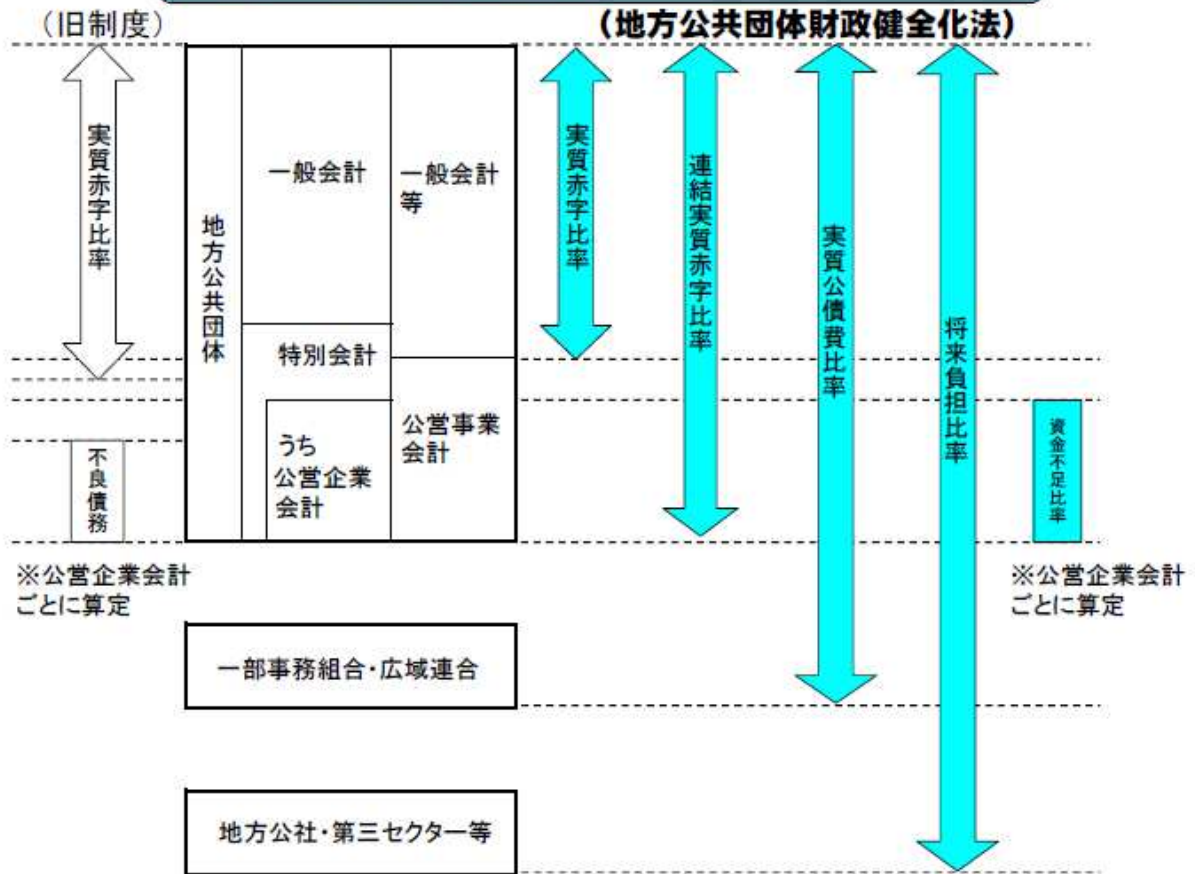 （旧制度）
（地方公共団体財政健全化法）
実質赤字比率
不良債務
※公営企業会計
ごとに算定
地方公共団体
一般会計
一般会計
等
特別会計
うち
公営企業
会計
公営事業
会計
実質赤字比率
連結実質赤字比率
実質公債費比率
将来負担比率
資金不足比率
※公営企業会計
ごとに算定
一部事務組合・広域連合
地方公社・第三セクター等